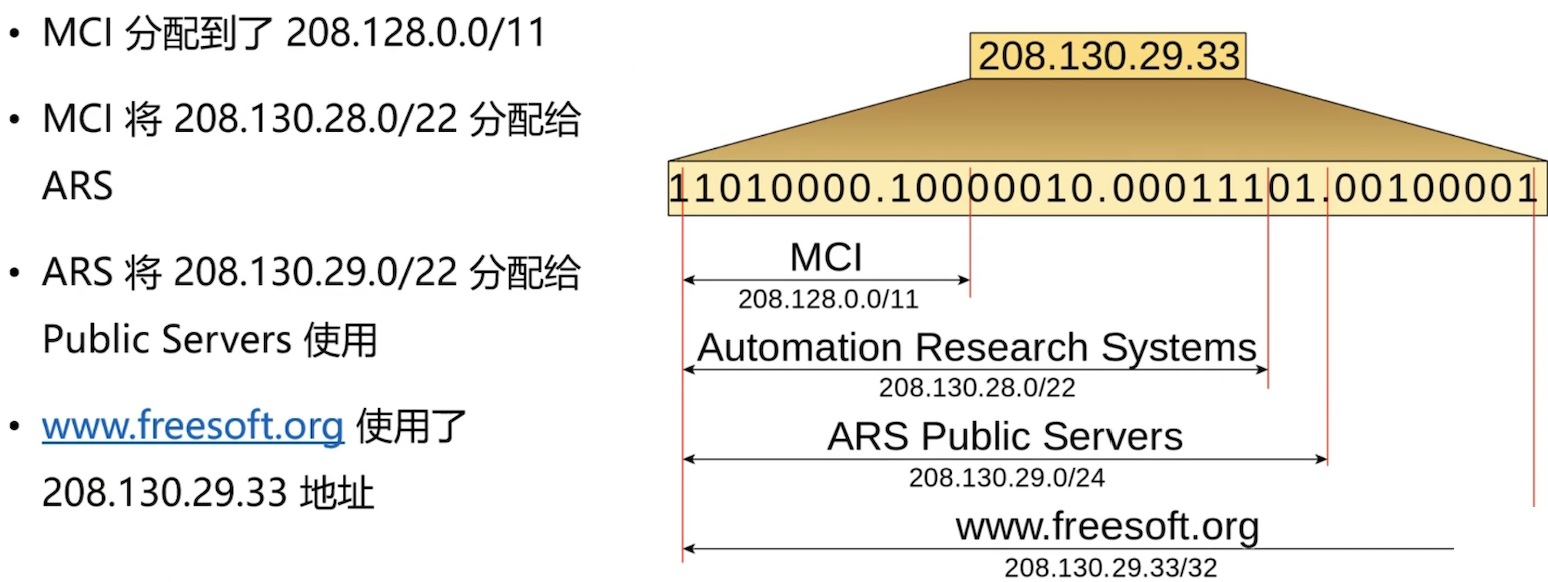 • MCI 分配到了 208.128.0.0/11
• MCI 将 208.130.28.0/22 分配给
ARS
• ARS 将 208.130.29.0/22 分配给
Public Servers 使用
• www.freesoft.org 使用了
208.130.29.33 地址
208.130.29.33
11010000.10000010.00011101.00100001
MCI
208.128.0.0/11
Automation Research Systems
208.130.28.0/22
ARS Public Servers
208.130.29.0/24
www.freesoft.org
208.130.29.33/32